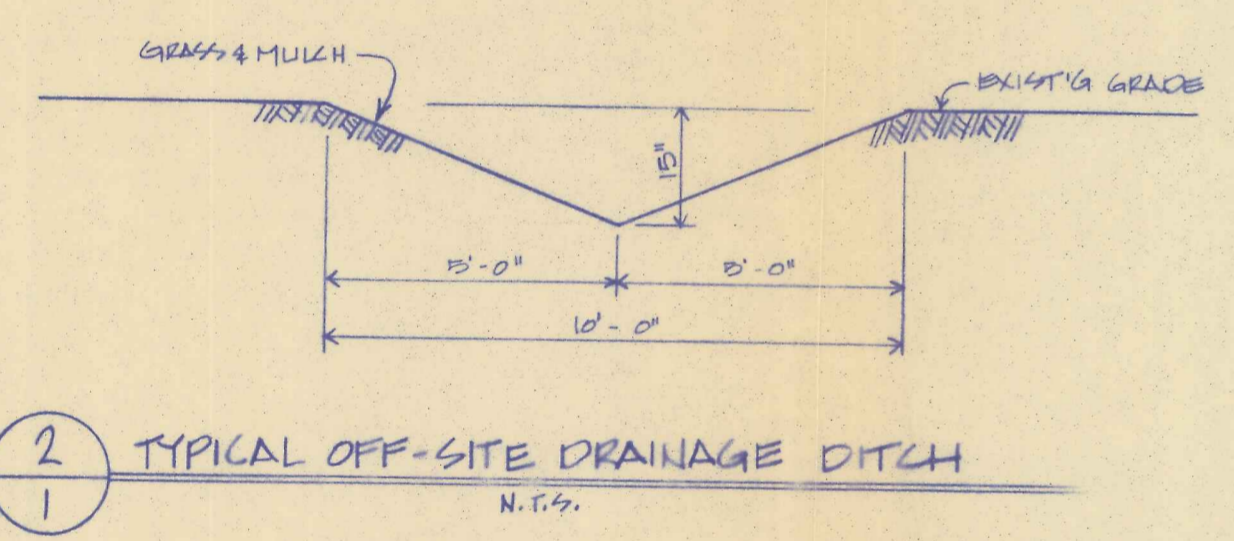 GRASS & MULCH
EXIST'G GRADE
15"
5'-0"
5'-0"
10'-0"
2
1
TYPICAL OFF-SITE DRAINAGE DITCH
N.T.S.